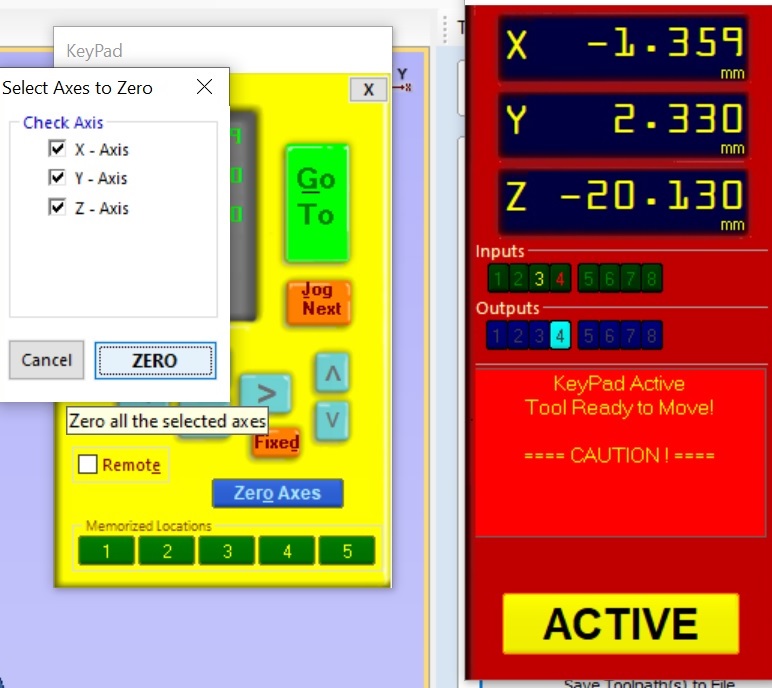 KeyPad
X
Select Axes to Zero
Check Axis
X - Axis
Y - Axis
Z - Axis
Cancel
ZERO
Zero all the selected axes
9
0
0
Go
To
Jog
Next
>
Fixed
Remote
Zero Axes
Memorized Locations
1 2 3 4 5
Y
x
T
X -1.359
mm
Y 2.330
mm
Z -20.130
mm
Inputs
1 2 3 4 5 6 7 8
Outputs
1 2 3 4 5 6 7 8
KeyPad Active
Tool Ready to Move!
==== CAUTION ! ====
ACTIVE
Save Toolpath(s) to File